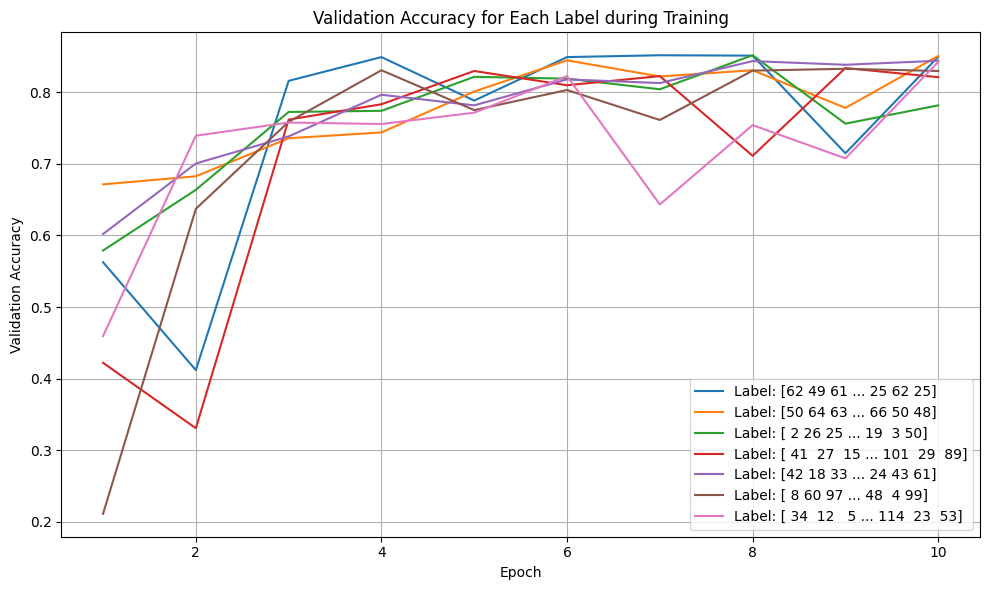 Validation Accuracy for Each Label during Training
Validation Accuracy
0.8
0.7
0.6
0.5
0.4
0.3
0.2
Label: [62 49 61 ... 25 62 25]
Label: [50 64 63 ... 66 50 48]
Label: [ 2 26 25 ... 19  3 50]
Label: [ 41  27  15 ... 101  29  89]
Label: [42 18 33 ... 24 43 61]
Label: [ 8 60 97 ... 48  4 99]
Label: [ 34  12   5 ... 114  23  53]
2 4 6 8 10
Epoch